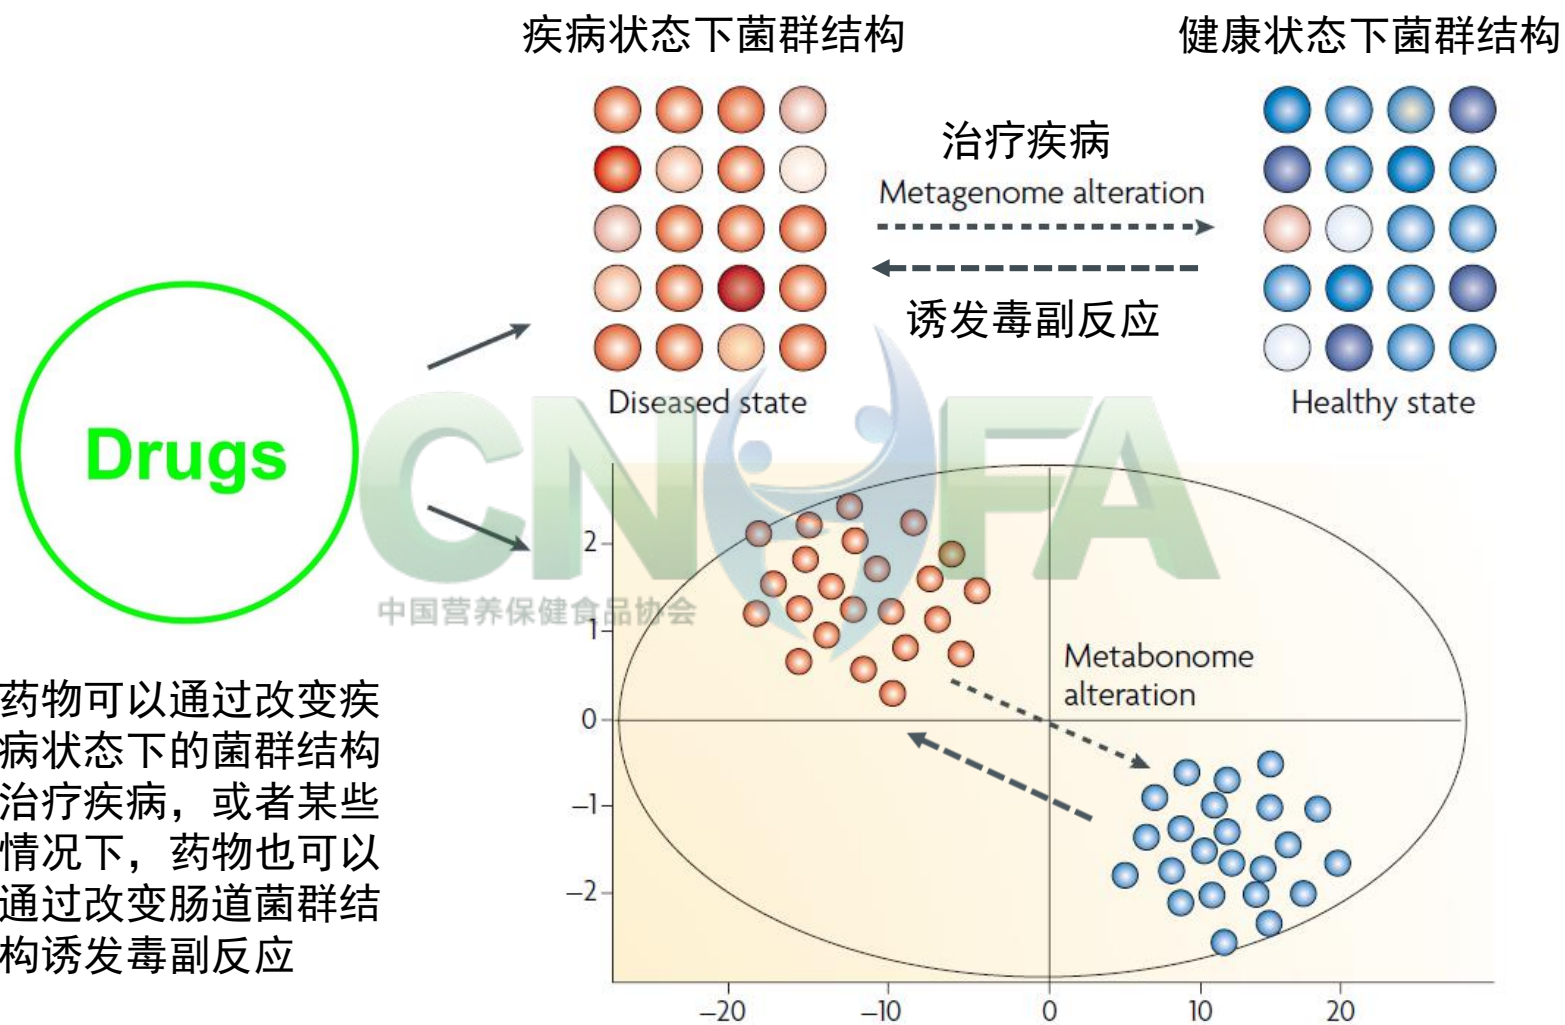 疾病状态下菌群结构
健康状态下菌群结构
治疗疾病
Metagenome alteration
诱发毒副反应
Diseased state
Healthy state
Drugs
CNHFA
中国营养保健食品协会
药物可以通过改变疾
病状态下的菌群结构
治疗疾病，或者某些
情况下，药物也可以
通过改变肠道菌群结
构诱发毒副反应
Metabonome
alteration
2
1
0
−1
−2
−20
−10
0
10
20